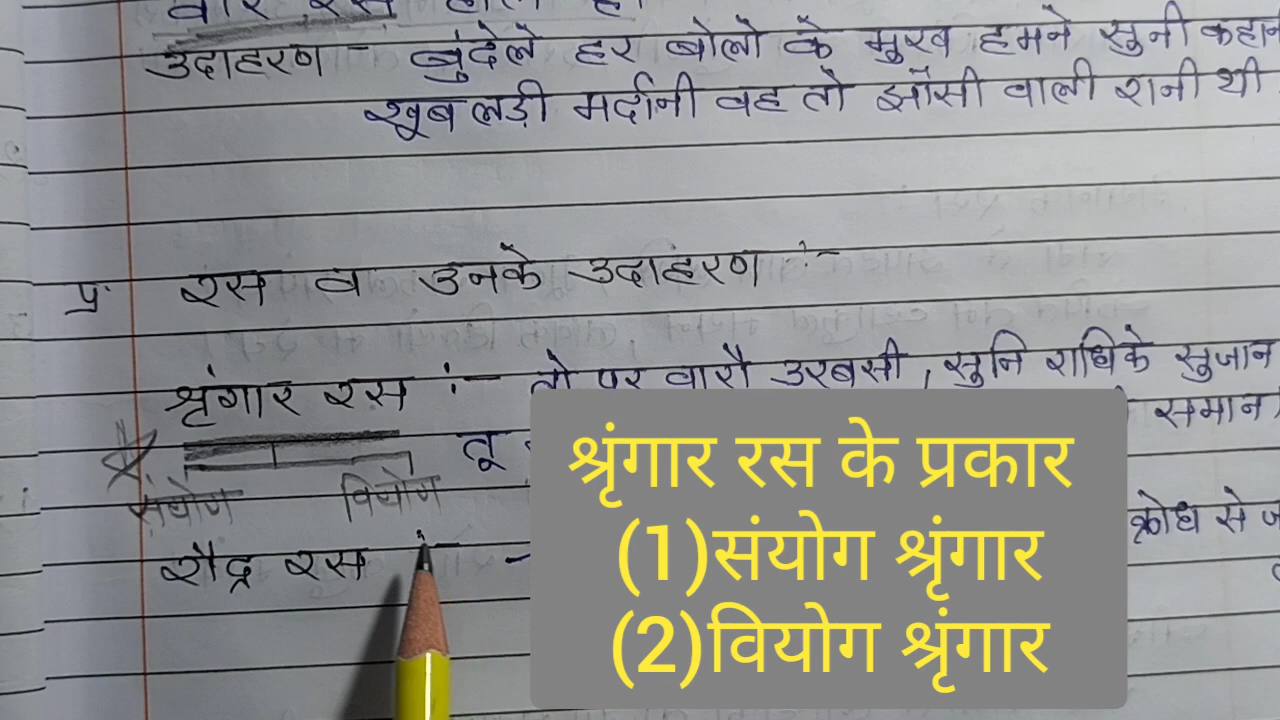 वीर रस होता है।
उदाहरण - बुंदेले हर बोलो के मुख हमने सुनी
खूब लड़ी मर्दानी वह तो झाँसी वाली रानी थी
प्र. रस व उनके उदाहरण :-
श्रृंगार रस :- तो पर वारौ उरबसी, सुनि राधिके सुजान
तू समान
संयोग वियोग
रौद्र रस :- - क्रोध से
श्रृंगार रस के प्रकार
(1)संयोग श्रृंगार
(2)वियोग श्रृंगार